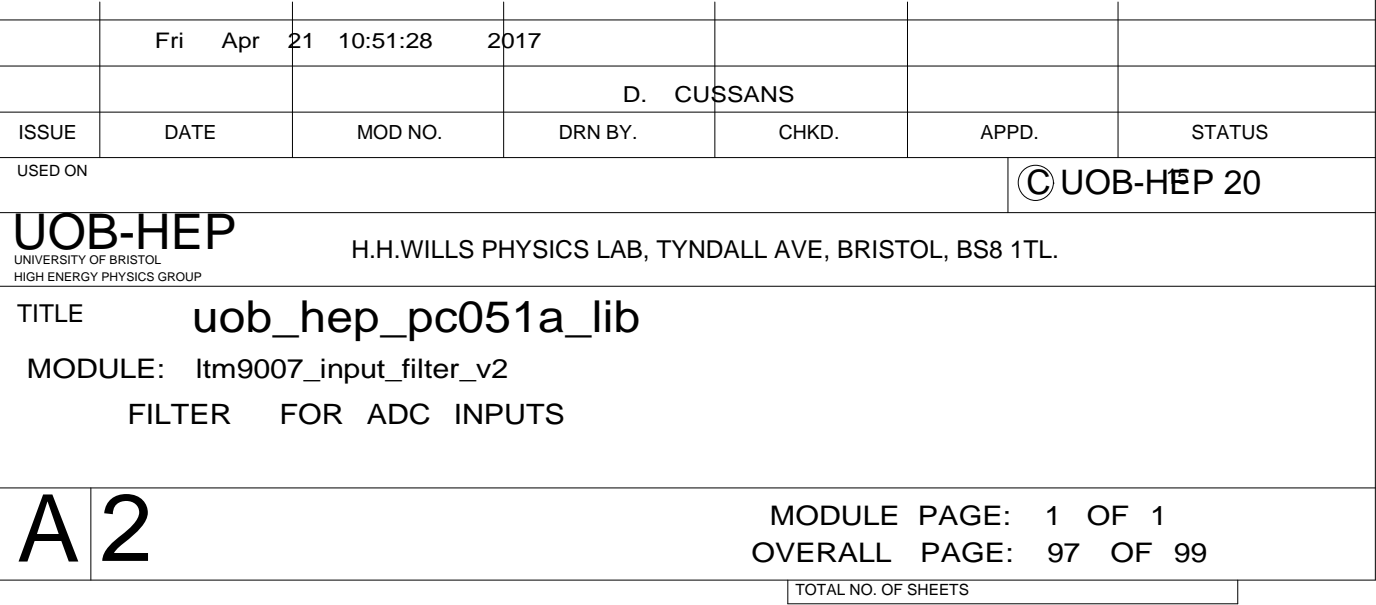 Fri Apr 21 10:51:28 2017
D. CUSSANS
ISSUE DATE MOD NO. DRN BY. CHKD. APPD. STATUS
USED ON
© UOB-HEP 20 15
UOB-HEP
UNIVERSITY OF BRISTOL
HIGH ENERGY PHYSICS GROUP
H.H.WILLS PHYSICS LAB, TYNDALL AVE, BRISTOL, BS8 1TL.
TITLE uob_hep_pc051a_lib
MODULE: ltm9007_input_filter_v2
FILTER FOR ADC INPUTS
A 2
MODULE PAGE: 1 OF 1
OVERALL PAGE: 97 OF 99
TOTAL NO. OF SHEETS